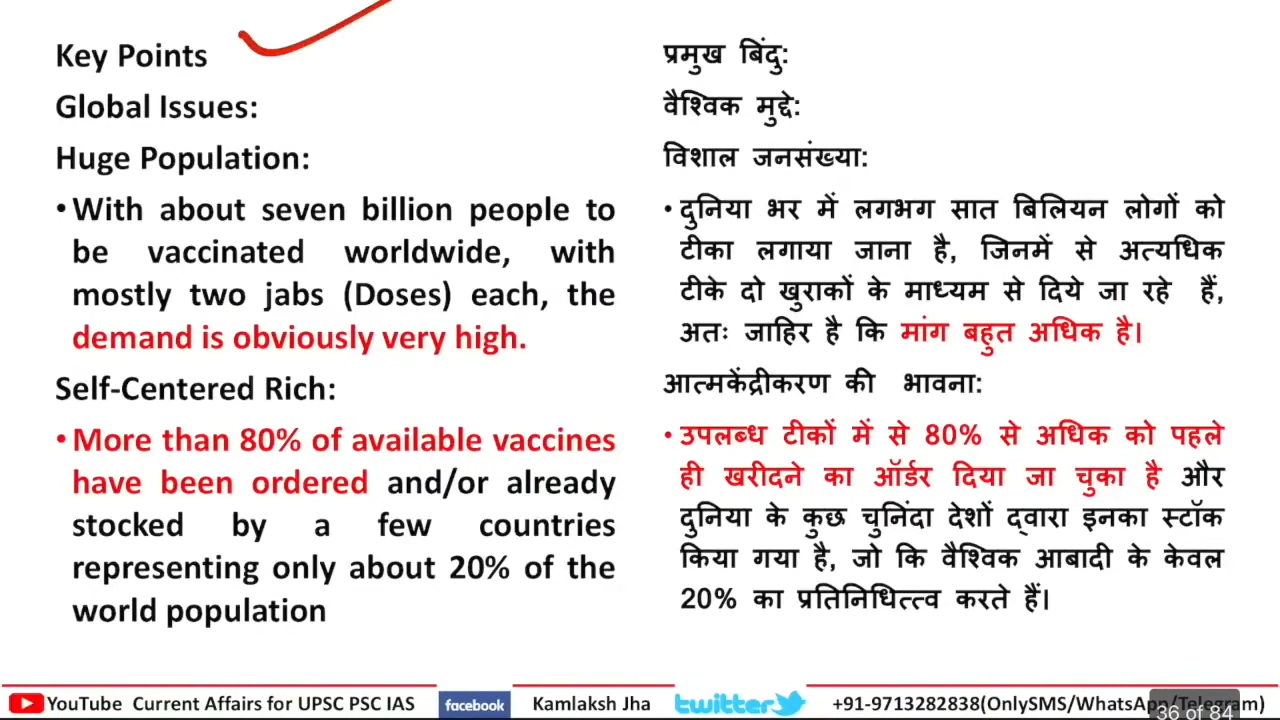 Key Points
Global Issues:
Huge Population:
• With about seven billion people to
be vaccinated worldwide, with
mostly two jabs (Doses) each, the
demand is obviously very high.
Self-Centered Rich:
• More than 80% of available vaccines
have been ordered and/or already
stocked by a few countries
representing only about 20% of the
world population
प्रमुख बिंदु:
वैश्विक मुद्दे:
विशाल जनसंख्या:
• दुनिया भर में लगभग सात बिलियन लोगों को
टीका लगाया जाना है, जिनमें से अत्यधिक
टीके दो खुराकों के माध्यम से दिये जा रहे हैं,
अतः जाहिर है कि मांग बहुत अधिक है।
आत्मकेंद्रीकरण की भावना:
• उपलब्ध टीकों में से 80% से अधिक को पहले
ही खरीदने का ऑर्डर दिया जा चुका है और
दुनिया के कुछ चुनिंदा देशों द्वारा इनका स्टॉक
किया गया है, जो कि वैश्विक आबादी के केवल
20% का प्रतिनिधित्त्व करते हैं।
YouTube Current Affairs for UPSC PSC IAS facebook Kamlaksh Jha twitter +91-9713282838(OnlySMS/WhatsApp/Telegram)
36 of 84